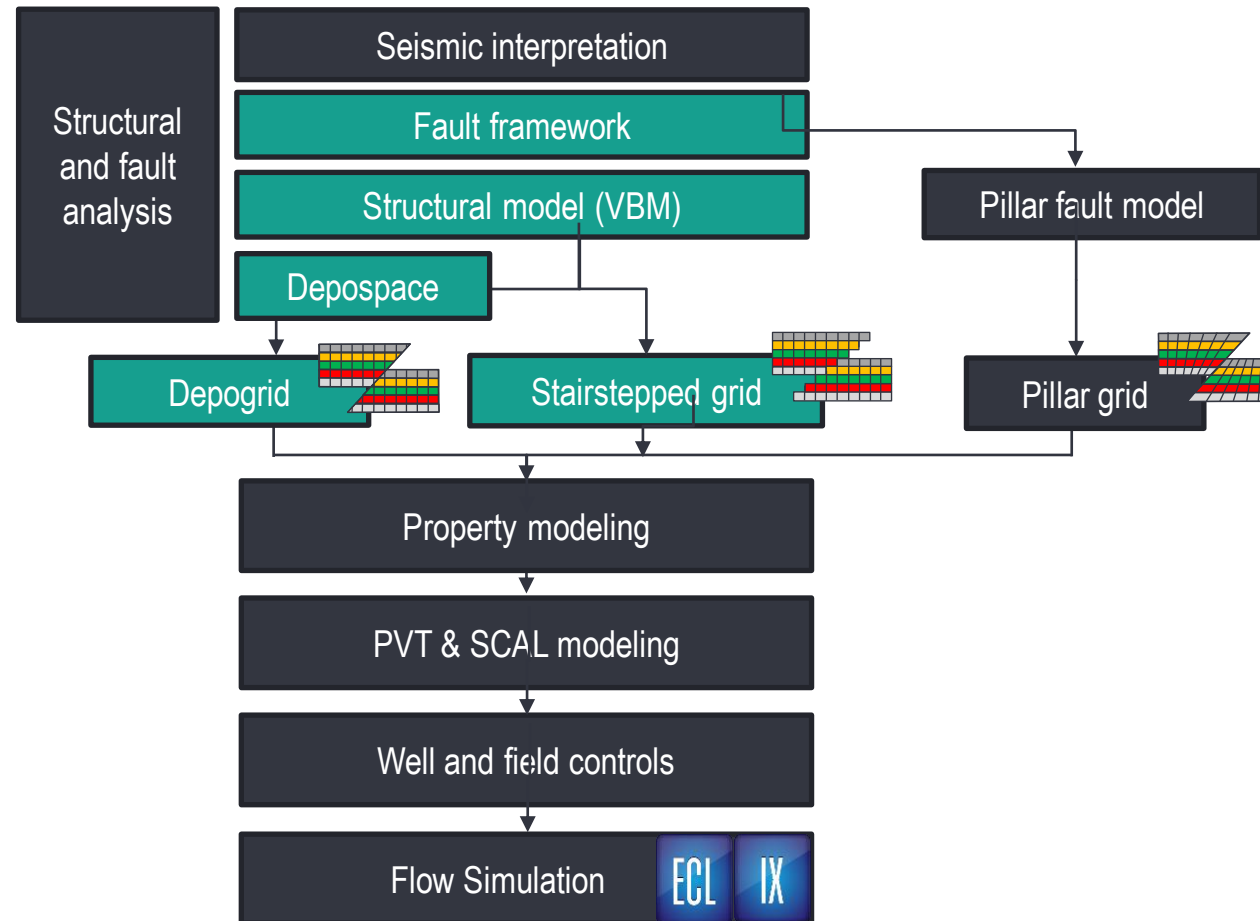 Seismic interpretation
Structural
and fault
analysis
Fault framework
Structural model (VBM)
Pillar fault model
Depospace
Depogrid
Stairstepped grid
Pillar grid
Property modeling
PVT & SCAL modeling
Well and field controls
Flow Simulation
ECL
IX